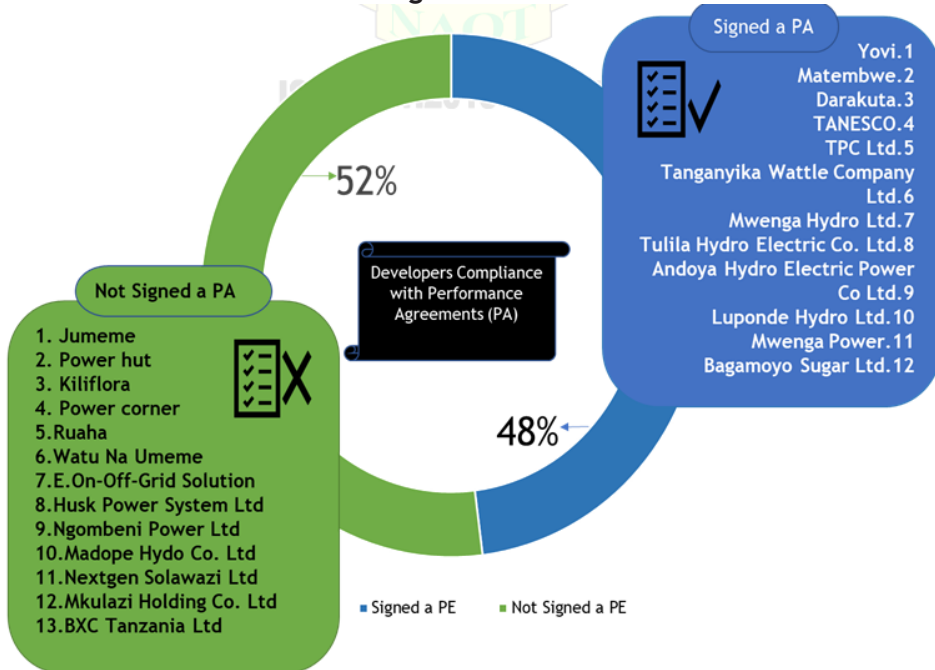 NAOT
Signed a PA
Yovi.1
Matembwe.2
Darakuta.3
TANESCO.4
TPC Ltd.5
Tanganyika Wattle Company
Ltd.6
Mwenga Hydro Ltd.7
Tulila Hydro Electric Co. Ltd.8
Andoya Hydro Electric Power
Co Ltd.9
Luponde Hydro Ltd.10
Mwenga Power.11
Bagamoyo Sugar Ltd.12
52%
Developers Compliance
with Performance
Agreements (PA)
Not Signed a PA
1. Jumeme
2. Power hut
3. Kiliflora
4. Power corner
5.Ruaha
6.Watu Na Umeme
7.E.On-Off-Grid Solution
8.Husk Power System Ltd
9.Ngombeni Power Ltd
10.Madope Hydo Co. Ltd
11.Nextgen Solawazi Ltd
12.Mkulazi Holding Co. Ltd
13.BXC Tanzania Ltd
48%
Signed a PE
Not Signed a PE